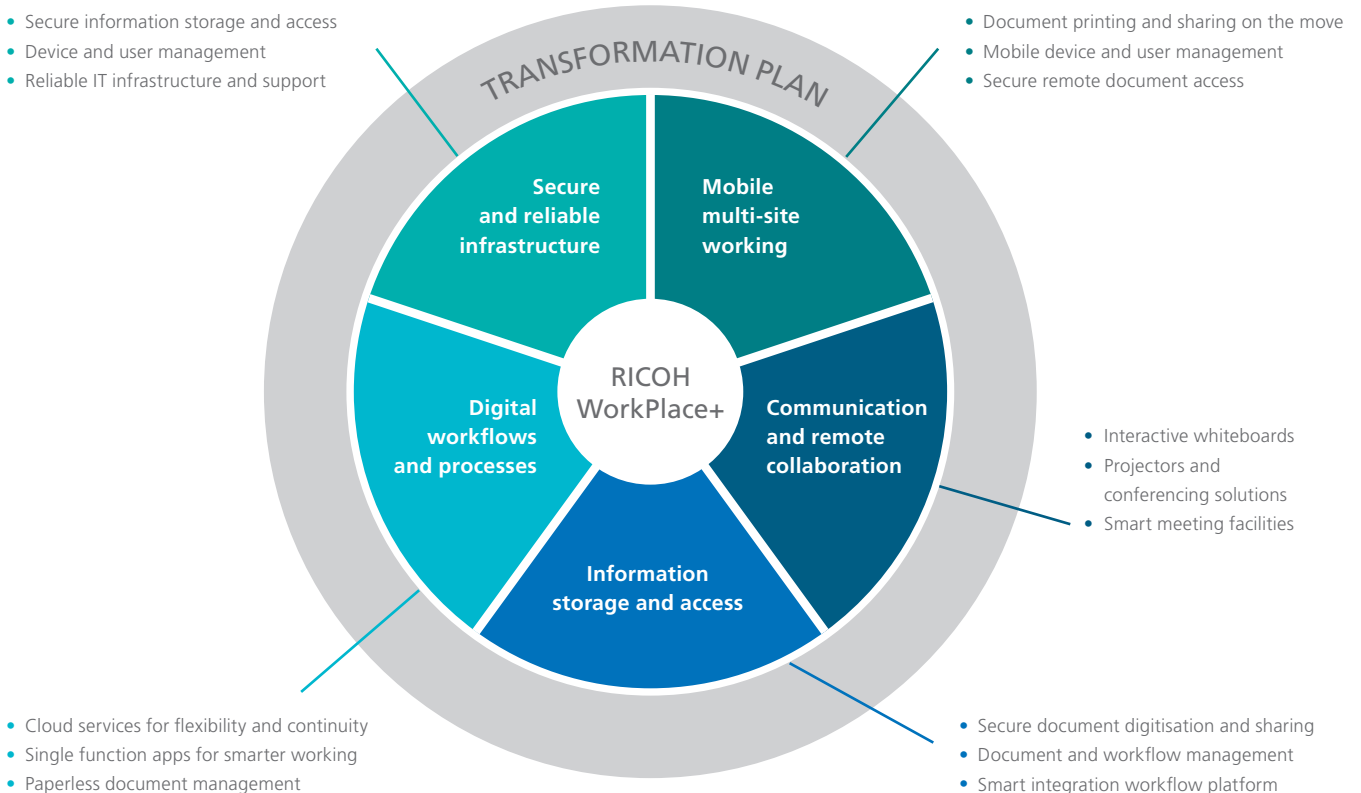 • Secure information storage and access
• Device and user management
• Reliable IT infrastructure and support
• Document printing and sharing on the move
• Mobile device and user management
• Secure remote document access
TRANSFORMATION PLAN
Secure
and reliable
infrastructure
Mobile
multi-site
working
RICOH
WorkPlace+
Digital
workflows
and processes
Communication
and remote
collaboration
• Interactive whiteboards
• Projectors and
conferencing solutions
• Smart meeting facilities
Information
storage and access
• Cloud services for flexibility and continuity
• Single function apps for smarter working
• Paperless document management
• Secure document digitisation and sharing
• Document and workflow management
• Smart integration workflow platform